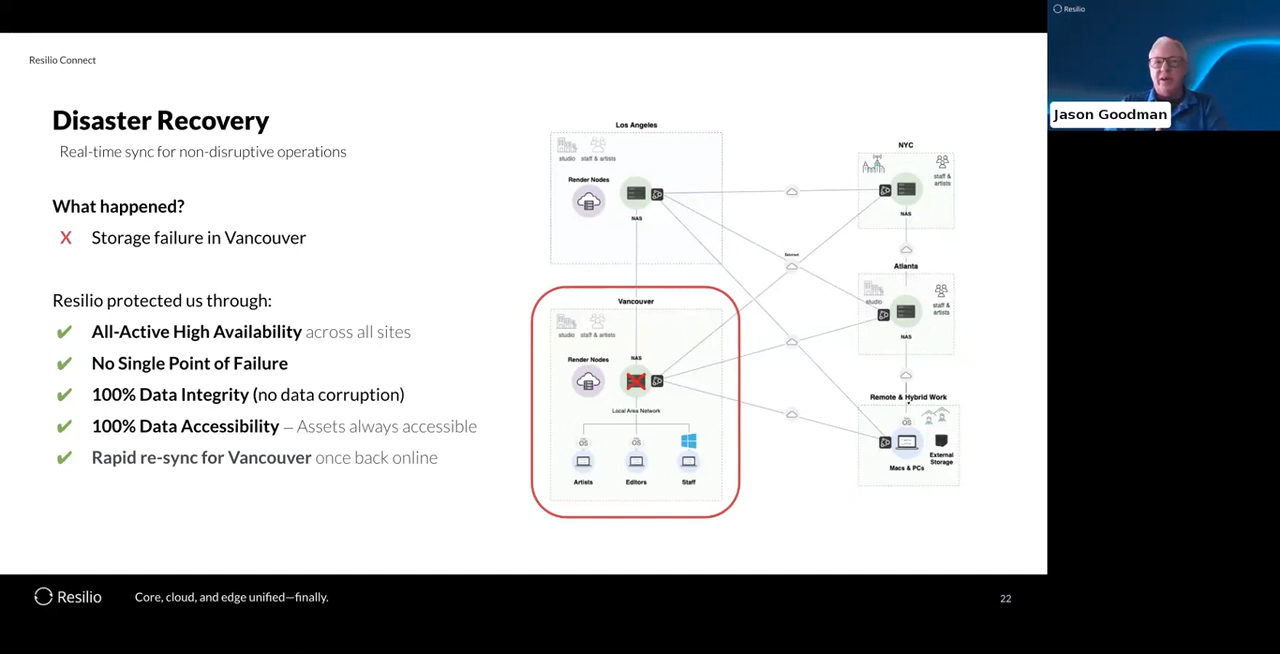 Resilio Connect
Disaster Recovery
Real-time sync for non-disruptive operations
What happened?
X Storage failure in Vancouver
Resilio protected us through:
✔ All-Active High Availability across all sites
✔ No Single Point of Failure
✔ 100% Data Integrity (no data corruption)
✔ 100% Data Accessibility – Assets always accessible
✔ Rapid re-sync for Vancouver once back online
Los Angeles
studio staff & artists
Render Nodes
NAS
Vancouver
studio staff & artists
Render Nodes
NAS
Local Area Network
OS
OS
Artists
Editors
Staff
NYC
staff &
artists
NAS
Atlanta
studio
staff &
artists
NAS
Remote & Hybrid Work
OS
External
Storage
Macs & PCs
Resilio
Core, cloud, and edge unified—finally.
22
Resilio
Jason Goodman